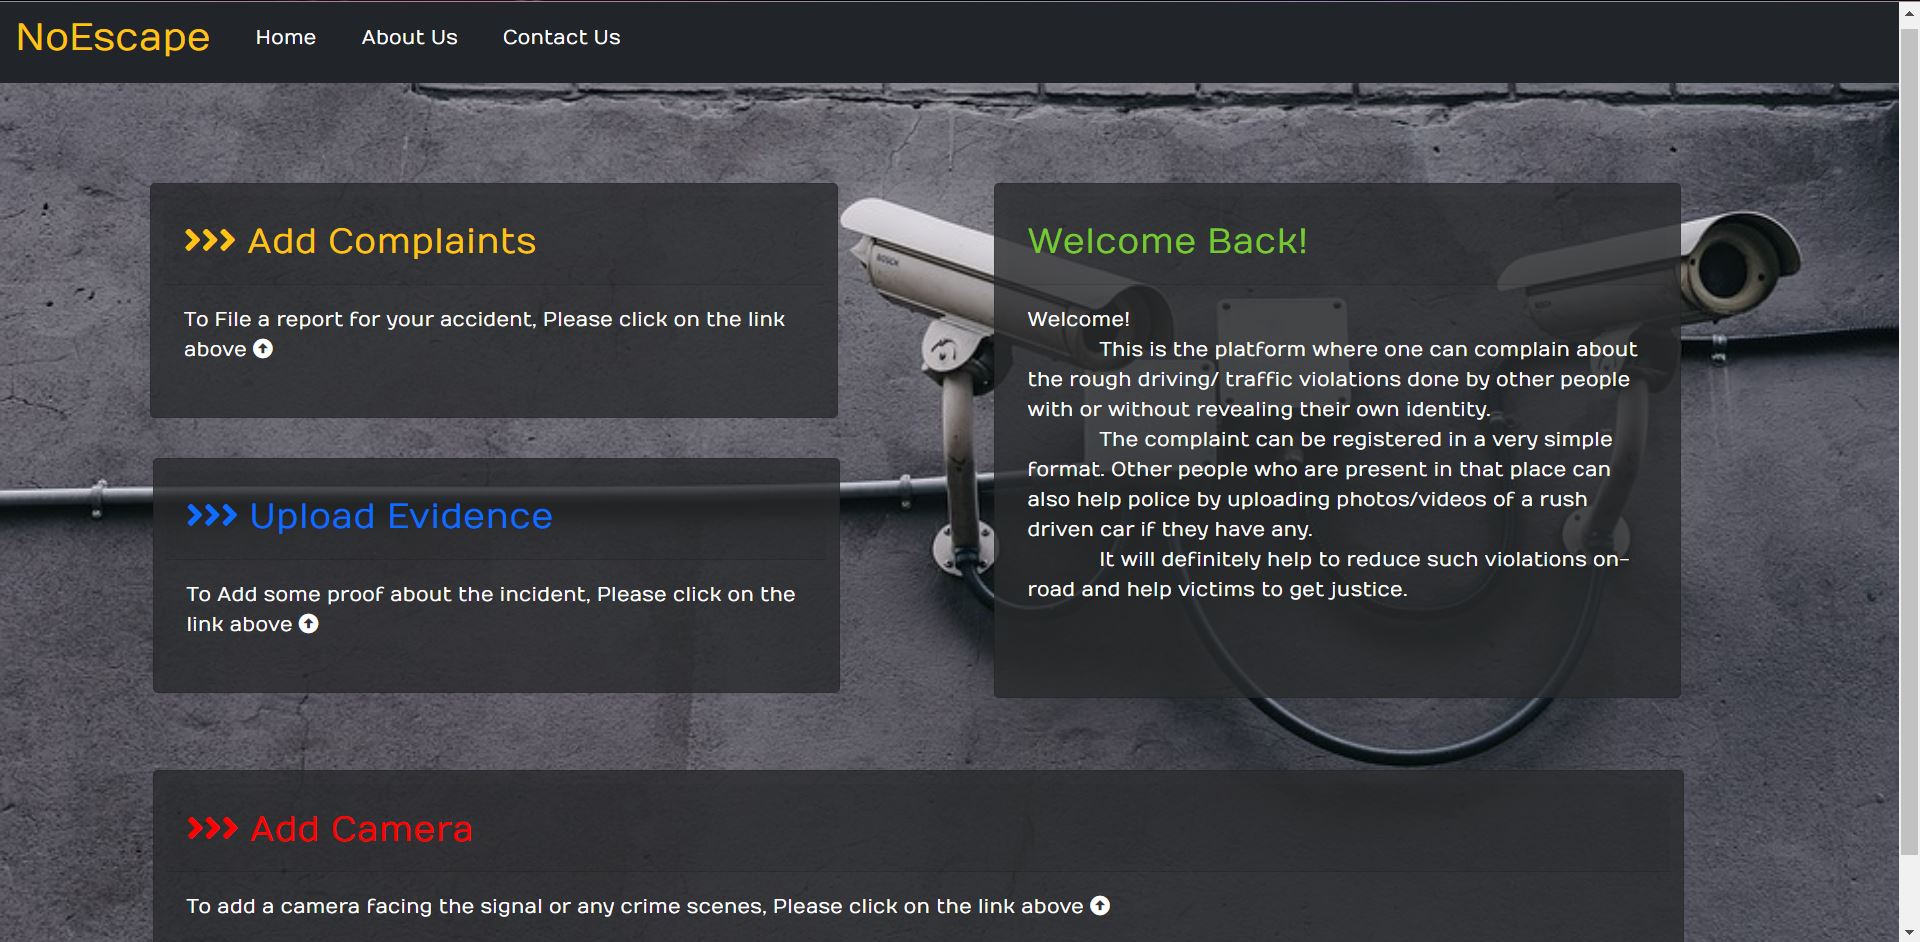 NoEscape Home About Us Contact Us
>>> Add Complaints
To File a report for your accident, Please click on the link
above
>>> Upload Evidence
To Add some proof about the incident, Please click on the
link above
Welcome Back!
Welcome!
This is the platform where one can complain about
the rough driving/ traffic violations done by other people
with or without revealing their own identity.
The complaint can be registered in a very simple
format. Other people who are present in that place can
also help police by uploading photos/videos of a rush
driven car if they have any.
It will definitely help to reduce such violations on-
road and help victims to get justice.
>>> Add Camera
To add a camera facing the signal or any crime scenes, Please click on the link above
BOSCH
BOSCH